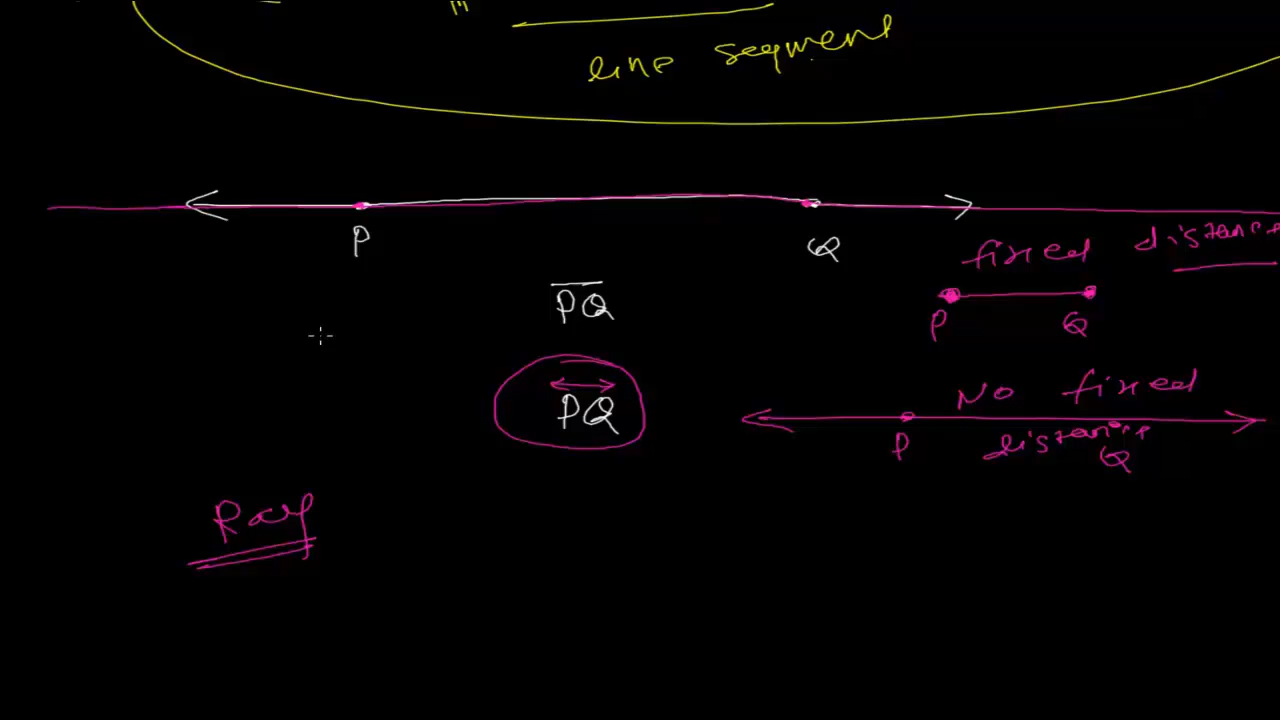 line segment
P Q
fixed distance
PQ
P Q
No fixed
PQ
P distance Q
Ray